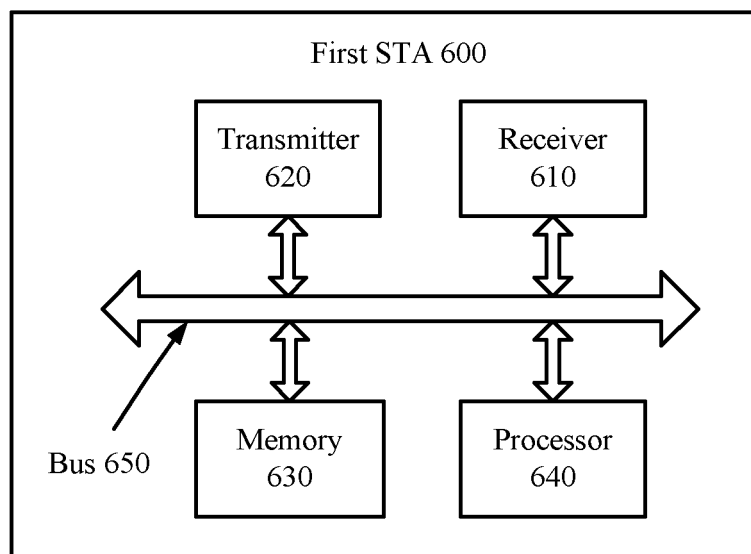 First STA 600
Transmitter
620
Receiver
610
Memory
630
Processor
640
Bus 650